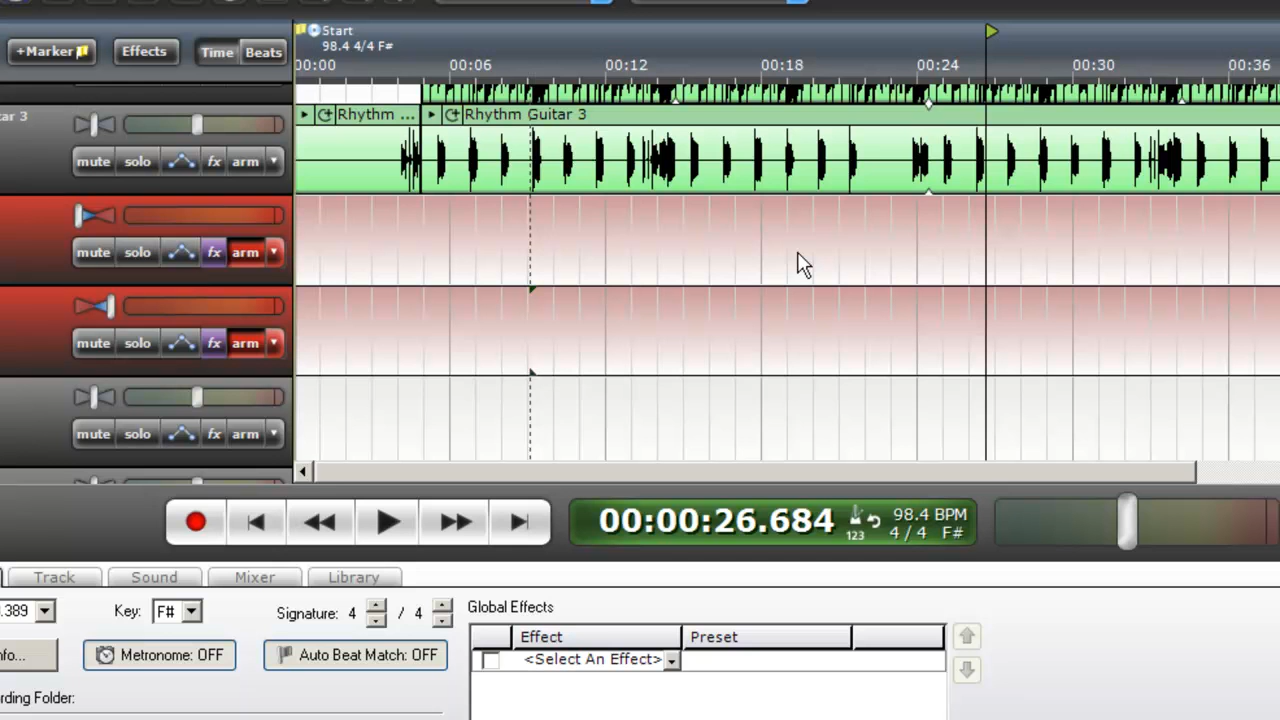 Start
98.4 4/4 F#
+Marker
Effects
Time
Beats
00:00
00:06
00:12
00:18
00:24
00:30
00:36
ar 3
Rhythm ...
Rhythm Guitar 3
mute
solo
fx
arm
mute
solo
fx
arm
mute
solo
fx
arm
mute
solo
fx
arm
00:00:26.684
123
98.4 BPM
4 / 4 F#
Track
Sound
Mixer
Library
.389
Key:
F#
Signature: 4 / 4
Global Effects
Effect
Preset
nfo...
Metronome: OFF
Auto Beat Match: OFF
<Select An Effect>
rding Folder: